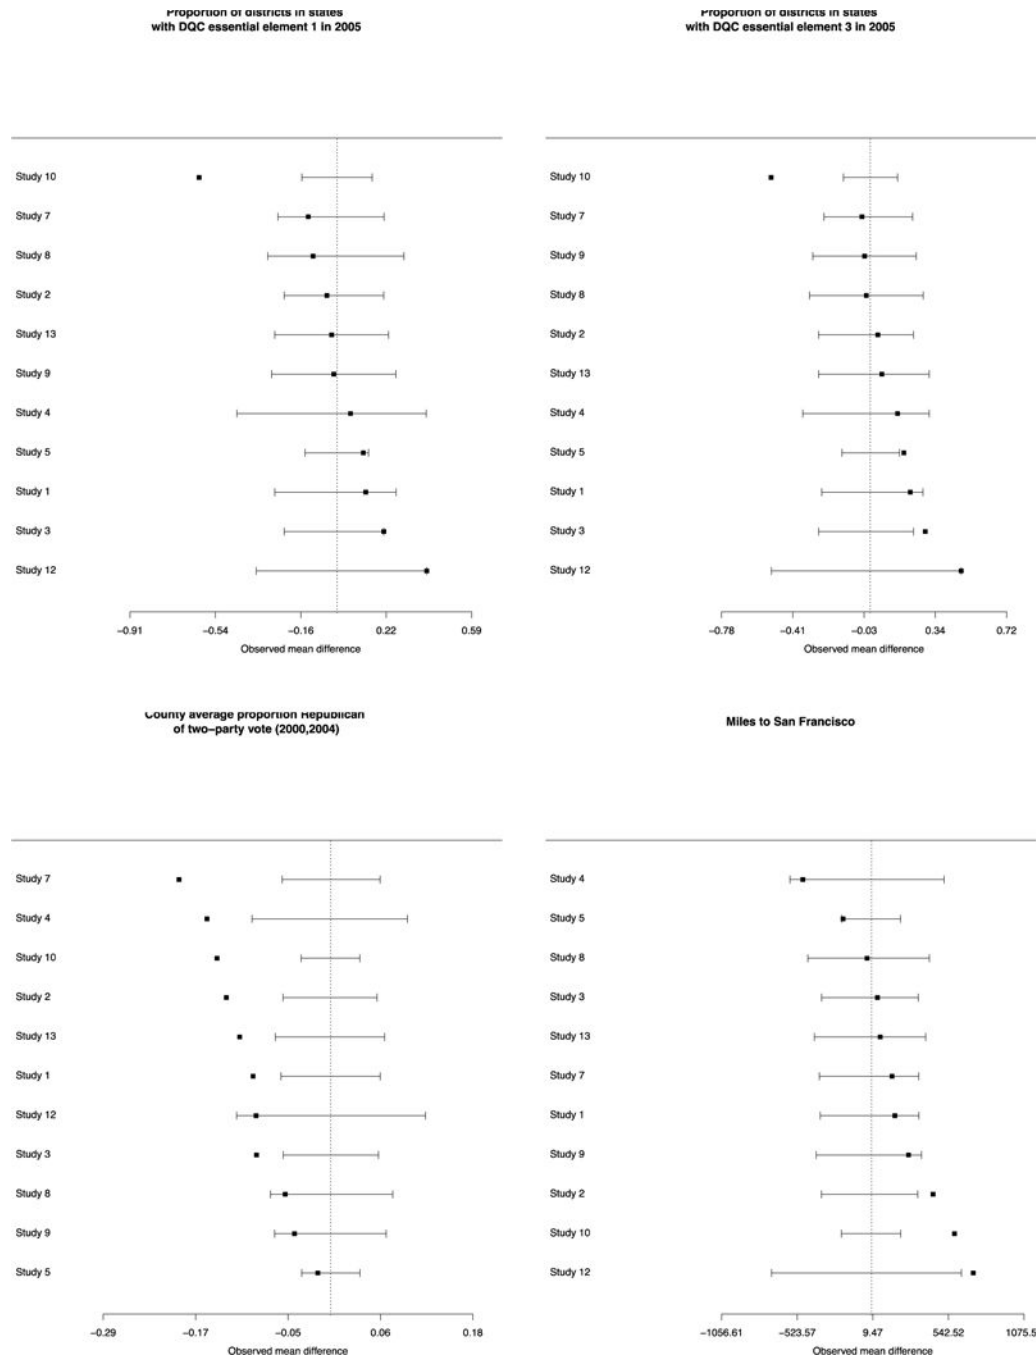 Proportion of districts in states
with DQC essential element 1 in 2005
Study 10
Study 7
Study 8
Study 2
Study 13
Study 9
Study 4
Study 5
Study 1
Study 3
Study 12
−0.91 −0.54 −0.16 0.22 0.59
Observed mean difference
Proportion of districts in states
with DQC essential element 3 in 2005
Study 10
Study 7
Study 9
Study 8
Study 2
Study 13
Study 4
Study 5
Study 1
Study 3
Study 12
−0.78 −0.41 −0.03 0.34 0.72
Observed mean difference
County average proportion Republican
of two−party vote (2000,2004)
Study 7
Study 4
Study 10
Study 2
Study 13
Study 1
Study 12
Study 3
Study 8
Study 9
Study 5
−0.29 −0.17 −0.05 0.06 0.18
Observed mean difference
Miles to San Francisco
Study 4
Study 5
Study 8
Study 3
Study 13
Study 7
Study 1
Study 9
Study 2
Study 10
Study 12
−1056.61 −523.57 9.47 542.52 1075.5
Observed mean difference